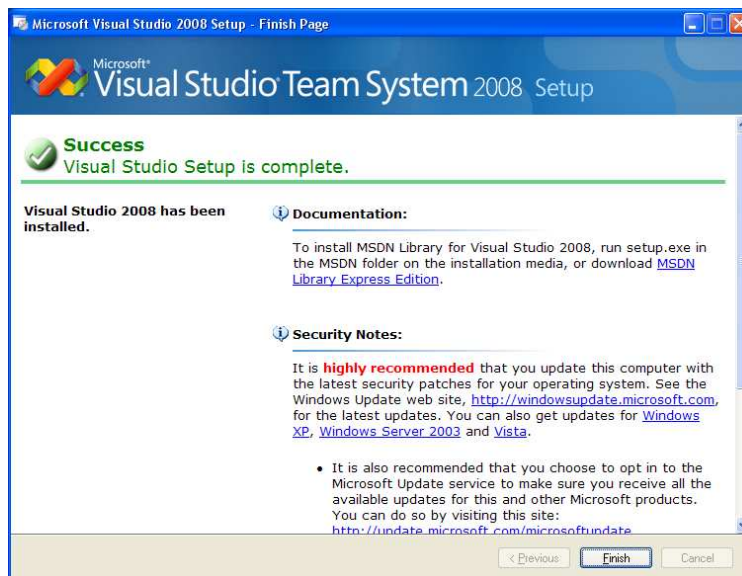 Microsoft Visual Studio 2008 Setup - Finish Page
Microsoft®
Visual Studio® Team System 2008 Setup
Success
Visual Studio Setup is complete.
Visual Studio 2008 has been
installed.
Documentation:
To install MSDN Library for Visual Studio 2008, run setup.exe in
the MSDN folder on the installation media, or download MSDN
Library Express Edition.
Security Notes:
It is highly recommended that you update this computer with
the latest security patches for your operating system. See the
Windows Update web site, http://windowsupdate.microsoft.com,
for the latest updates. You can also get updates for Windows
XP, Windows Server 2003 and Vista.
• It is also recommended that you choose to opt in to the
Microsoft Update service to make sure you receive all the
available updates for this and other Microsoft products.
You can do so by visiting this site:
http://update.microsoft.com/microsoftupdate
< Previous
Finish
Cancel